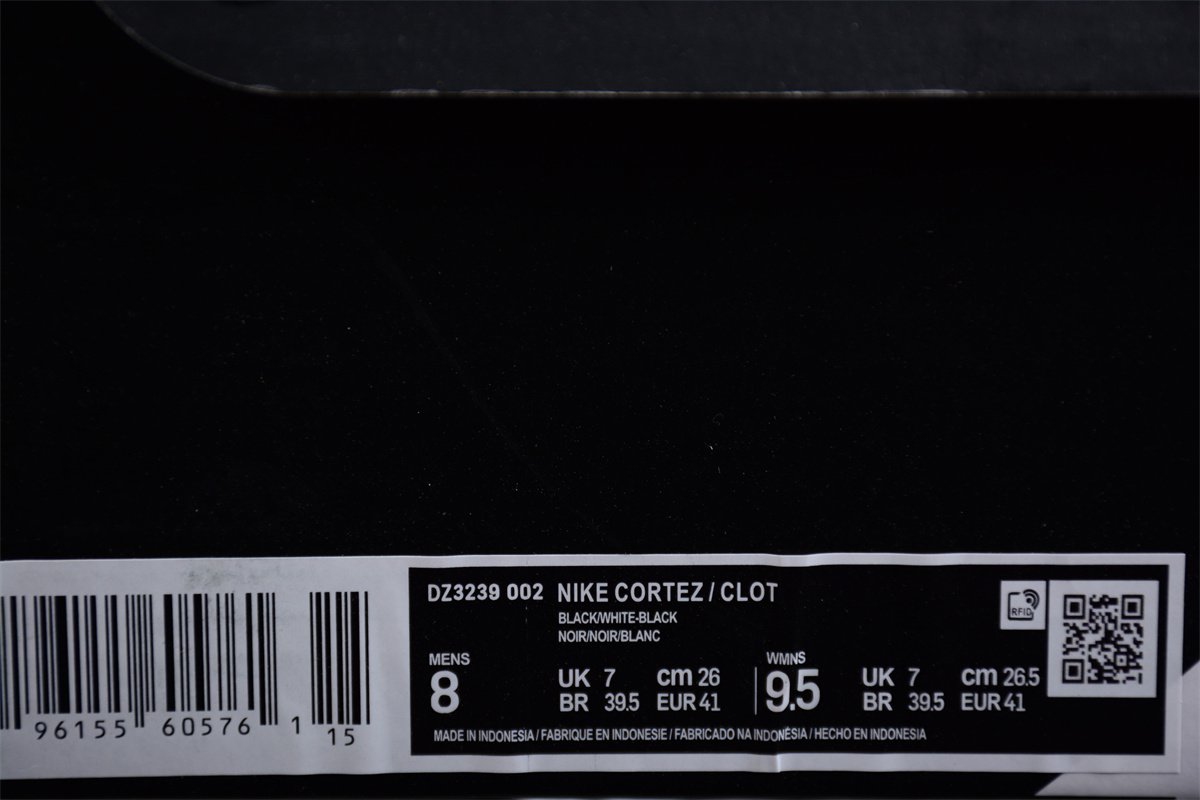 DZ3239 002 NIKE CORTEZ / CLOT
BLACK/WHITE-BLACK
NOIR/NOIR/BLANC
MENS
8
UK 7 cm 26
BR 39.5 EUR 41
WMNS
9.5
UK 7 cm 26.5
BR 39.5 EUR 41
MADE IN INDONESIA / FABRIQUE EN INDONESIE / FABRICADO NA INDONÉSIA / HECHO EN INDONESIA
RFID
96155 60576 1 15